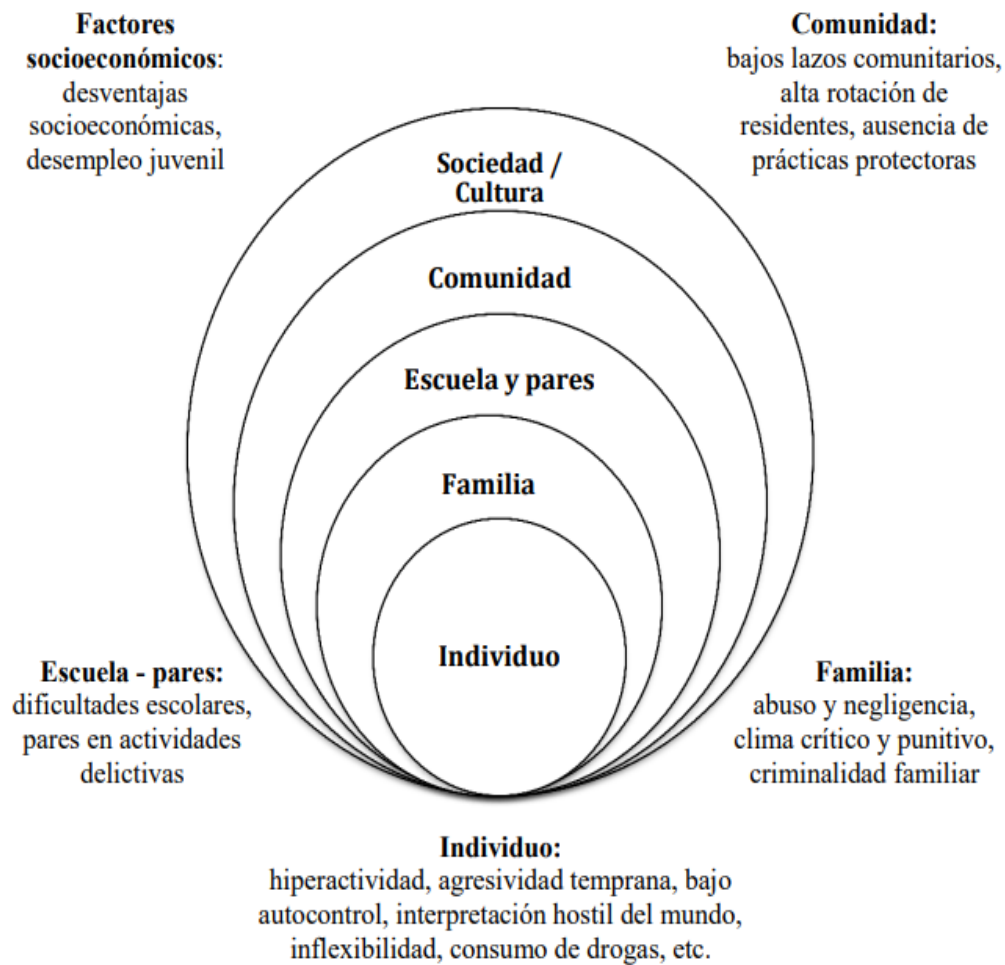 Factores
socioeconómicos:
desventajas
socioeconómicas,
desempleo juvenil
Comunidad:
bajos lazos comunitarios,
alta rotación de
residentes, ausencia de
prácticas protectoras
Sociedad /
Cultura
Comunidad
Escuela y pares
Familia
Individuo
Escuela - pares:
dificultades escolares,
pares en actividades
delictivas
Familia:
abuso y negligencia,
clima crítico y punitivo,
criminalidad familiar
Individuo:
hiperactividad, agresividad temprana, bajo
autocontrol, interpretación hostil del mundo,
inflexibilidad, consumo de drogas, etc.